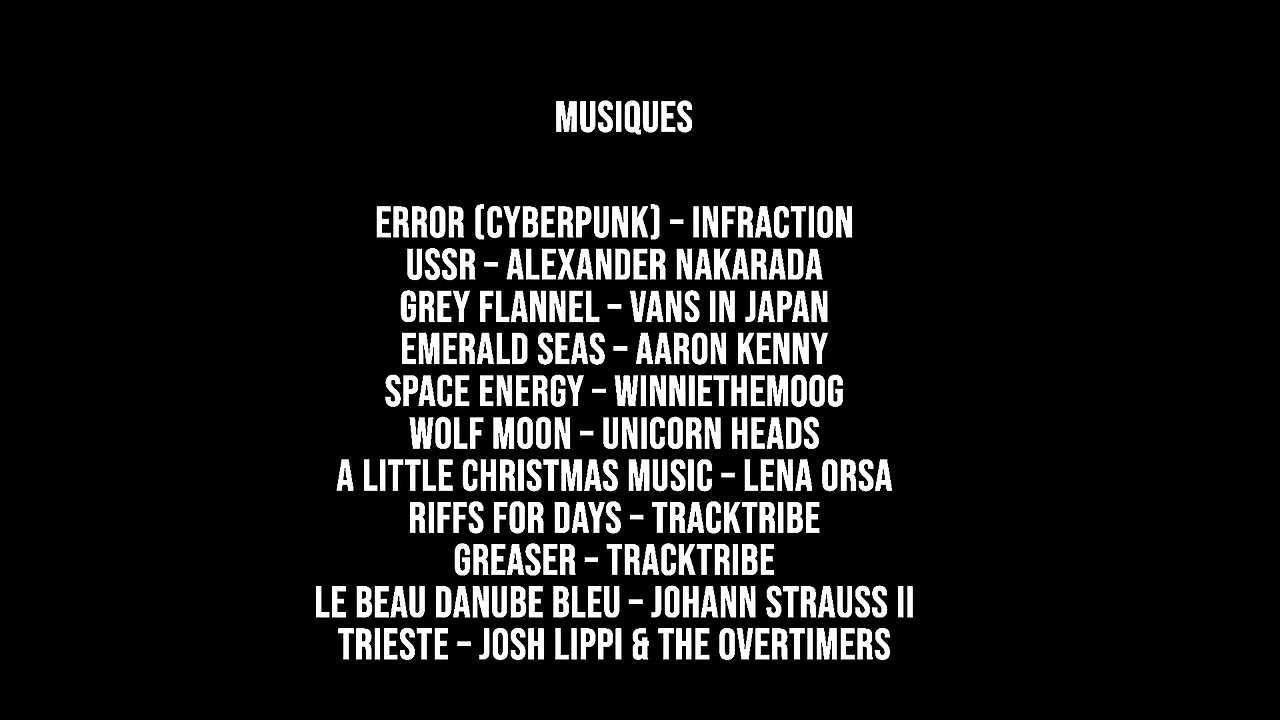 MUSIQUES
ERROR (CYBERPUNK) – INFRACTION
USSR – ALEXANDER NAKARADA
GREY FLANNEL – VANS IN JAPAN
EMERALD SEAS – AARON KENNY
SPACE ENERGY – WINNIETHEMOOG
WOLF MOON – UNICORN HEADS
A LITTLE CHRISTMAS MUSIC – LENA ORSA
RIFFS FOR DAYS – TRACKTRIBE
GREASER – TRACKTRIBE
LE BEAU DANUBE BLEU – JOHANN STRAUSS II
TRIESTE – JOSH LIPPI & THE OVERTIMERS